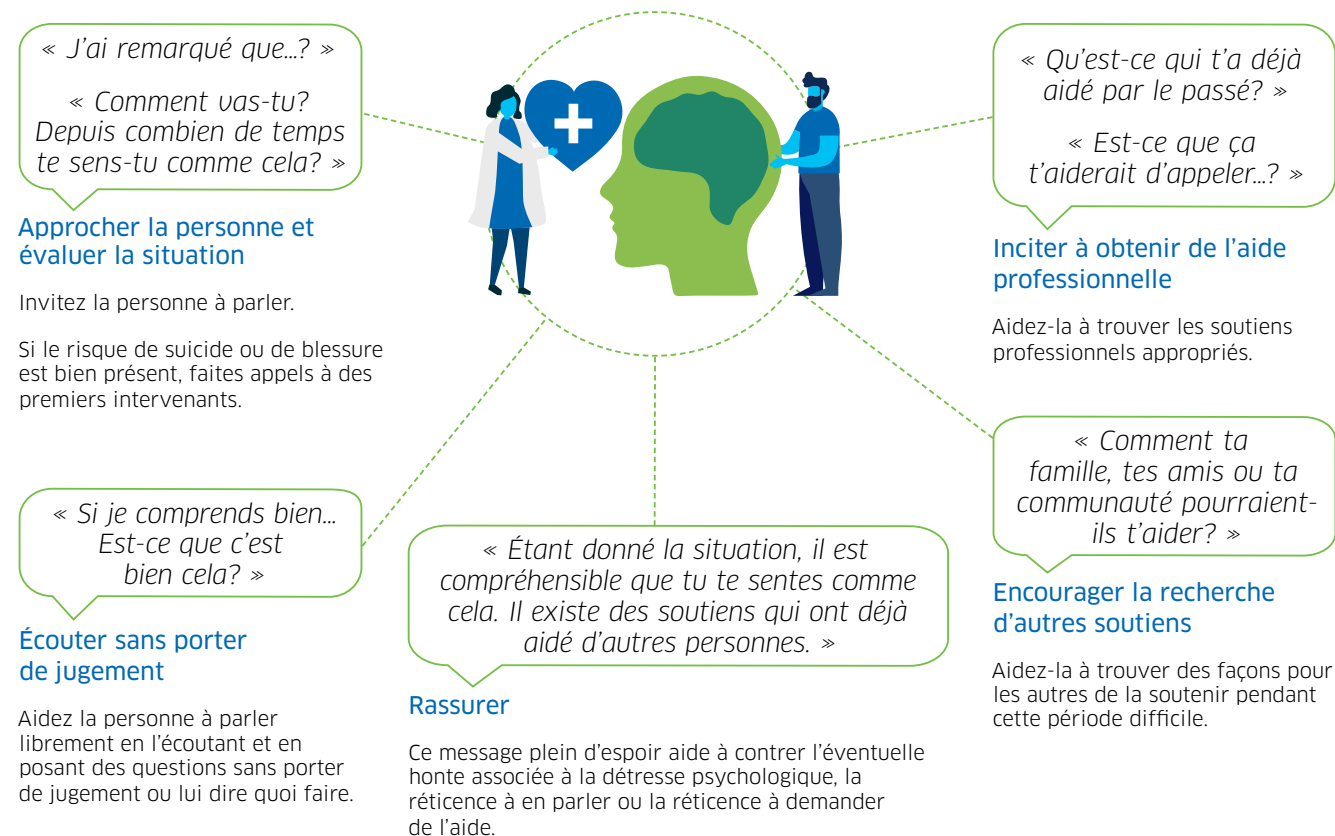 « J'ai remarqué que...? »
« Comment vas-tu?
Depuis combien de temps
te sens-tu comme cela? »
Approcher la personne et
évaluer la situation
Invitez la personne à parler.
Si le risque de suicide ou de blessure
est bien présent, faites appels à des
premiers intervenants.
« Si je comprends bien...
Est-ce que c'est
bien cela? »
Écouter sans porter
de jugement
Aidez la personne à parler
librement en l'écoutant et en
posant des questions sans porter
de jugement ou lui dire quoi faire.
« Étant donné la situation, il est
compréhensible que tu te sentes comme
cela. Il existe des soutiens qui ont déjà
aidé d'autres personnes. »
Rassurer
Ce message plein d'espoir aide à contrer l'éventuelle
honte associée à la détresse psychologique, la
réticence à en parler ou la réticence à demander
de l'aide.
« Qu'est-ce qui t'a déjà
aidé par le passé? »
« Est-ce que ça
t'aiderait d'appeler...? »
Inciter à obtenir de l'aide
professionnelle
Aidez-la à trouver les soutiens
professionnels appropriés.
« Comment ta
famille, tes amis ou ta
communauté pourraient-
ils t'aider? »
Encourager la recherche
d'autres soutiens
Aidez-la à trouver des façons pour
les autres de la soutenir pendant
cette période difficile.